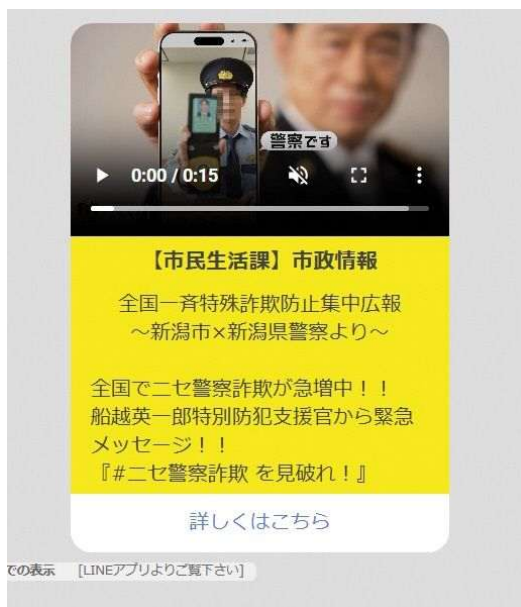 警察です
0:00 / 0:15
【市民生活課】市政情報
全国一斉特殊詐欺防止集中広報
～新潟市×新潟県警察より～
全国でニセ警察詐欺が急増中！！
船越英一郎特別防犯支援官から緊急
メッセージ！！
『#ニセ警察詐欺 を見破れ！』
詳しくはこちら
での表示 [LINEアプリよりご覧下さい]